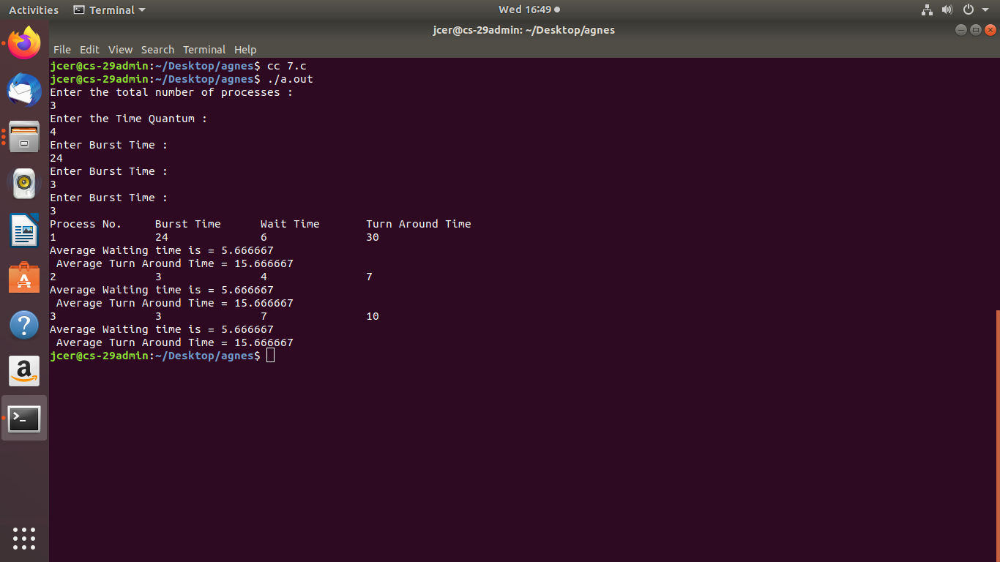 Activities Terminal Wed 16:49
jcer@cs-29admin: ~/Desktop/agnes
File Edit View Search Terminal Help
jcer@cs-29admin:~/Desktop/agnes$ cc 7.c
jcer@cs-29admin:~/Desktop/agnes$ ./a.out
Enter the total number of processes :
3
Enter the Time Quantum :
4
Enter Burst Time :
24
Enter Burst Time :
3
Enter Burst Time :
3
Process No. Burst Time Wait Time Turn Around Time
1 24 6 30
Average Waiting time is = 5.666667
Average Turn Around Time = 15.666667
2 3 4 7
Average Waiting time is = 5.666667
Average Turn Around Time = 15.666667
3 3 7 10
Average Waiting time is = 5.666667
Average Turn Around Time = 15.666667
jcer@cs-29admin:~/Desktop/agnes$